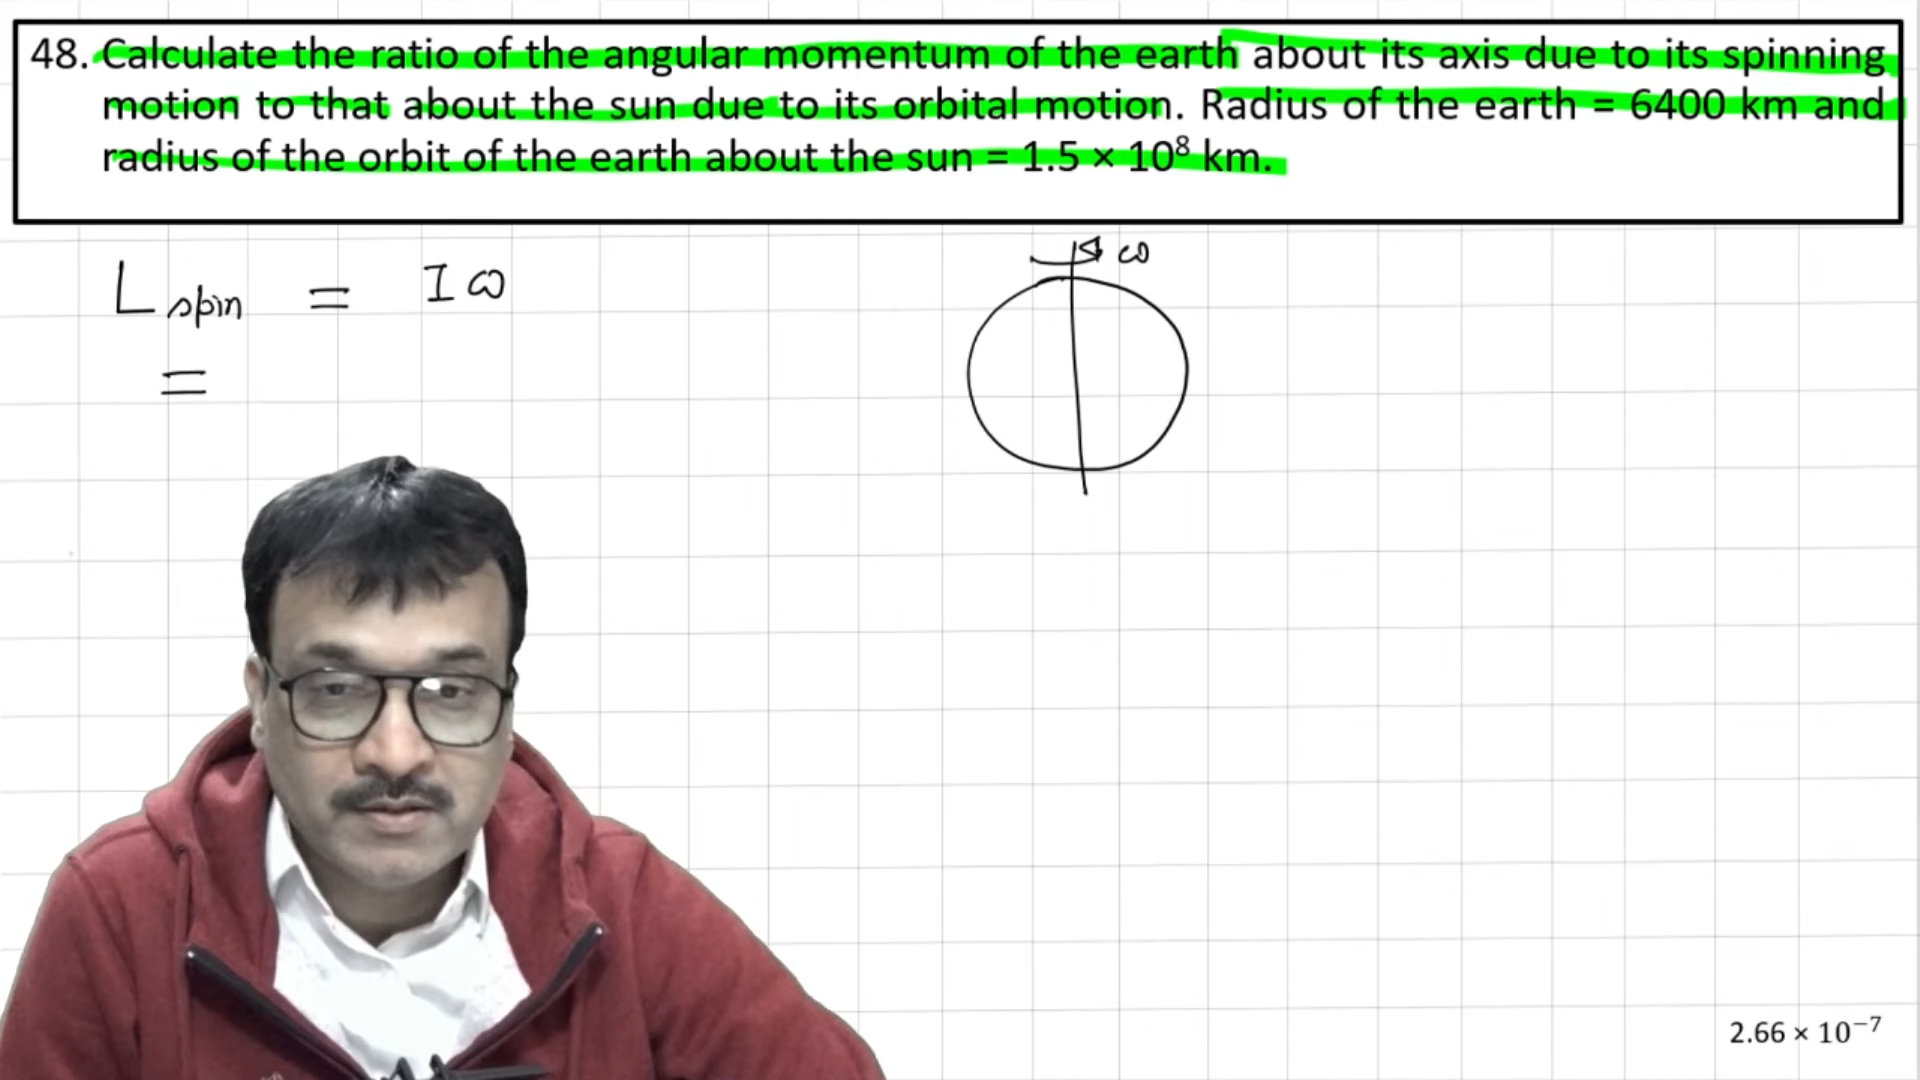 48. Calculate the ratio of the angular momentum of the earth about its axis due to its spinning
motion to that about the sun due to its orbital motion. Radius of the earth = 6400 km and
radius of the orbit of the earth about the sun = 1.5 × 10⁸ km.
L spin = I ω
=
ω
2.66 × 10⁻⁷